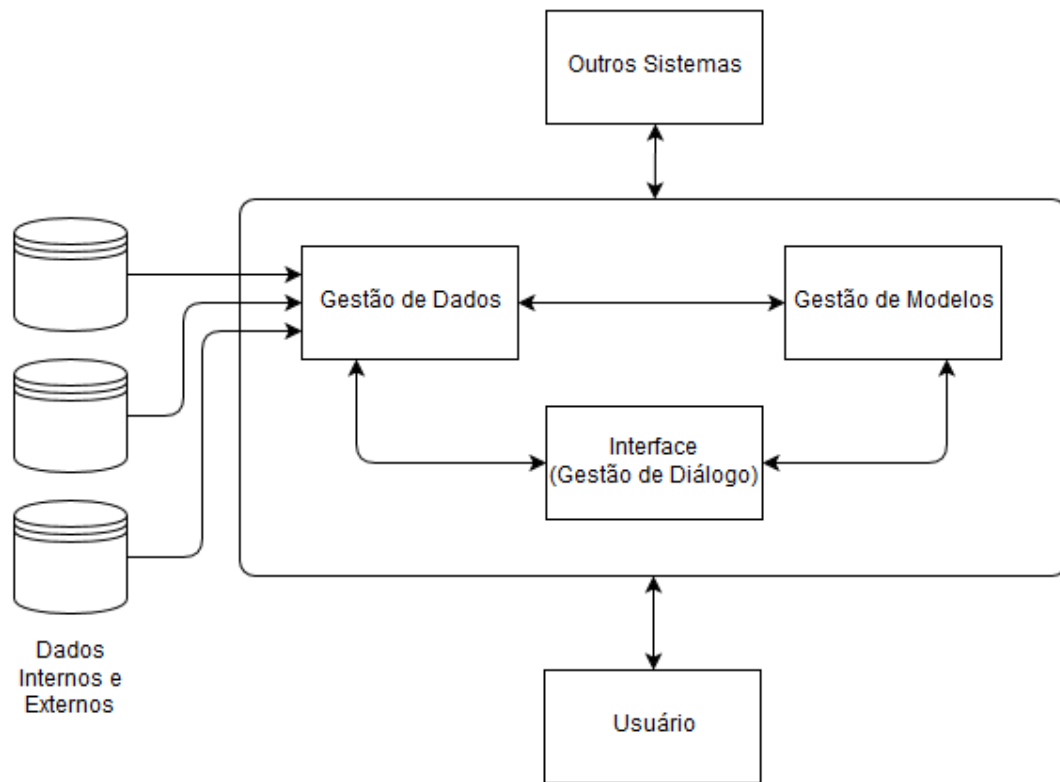 Outros Sistemas
Gestão de Dados
Gestão de Modelos
Interface
(Gestão de Diálogo)
Dados
Internos e
Externos
Usuário